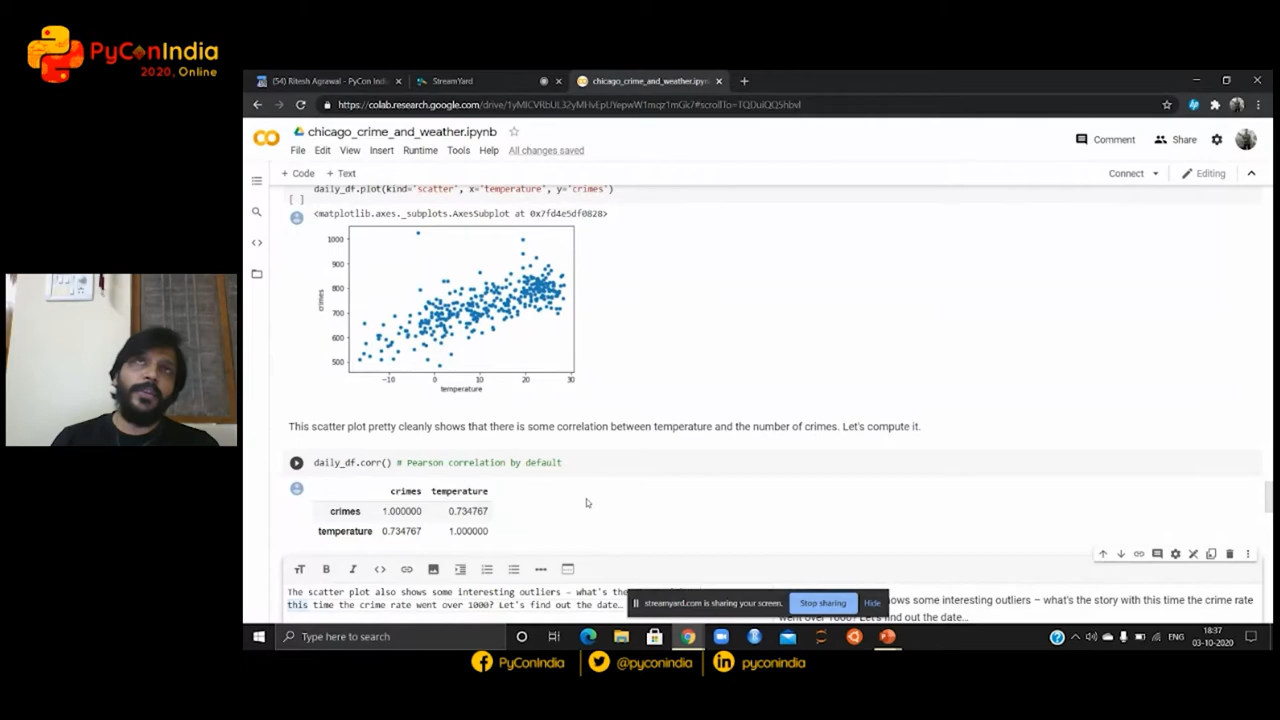 PyConIndia
2020, Online
(54) Ritesh Agrawal - PyCon Indi
StreamYard
chicago_crime_and_weather.ipyn
chicago_crime_and_weather.ipynb
Comment
Share
File Edit View Insert Runtime Tools Help All changes saved
+ Code + Text
Connect
Editing
daily_df.plot(kind='scatter', x='temperature', y='crimes')
[ ]
<matplotlib.axes._subplots.AxesSubplot at 0x7fd4e5df0828>
1000
900
800
700
600
500
crimes
−10 0 10 20 30
temperature
This scatter plot pretty cleanly shows that there is some correlation between temperature and the number of crimes. Let's compute it.
daily_df.corr() # Pearson correlation by default
crimes temperature
crimes 1.000000 0.734767
temperature 0.734767 1.000000
The scatter plot also shows some interesting outliers – what's the
this time the crime rate went over 1000? Let's find out the date…
streamyard.com is sharing your screen.
Stop sharing
Hide
ows some interesting outliers – what's the story with this time the crime rate
went over 1000? Let's find out the date…
Type here to search
ENG
18:37
03-10-2020
PyConIndia
@pyconindia
pyconindia